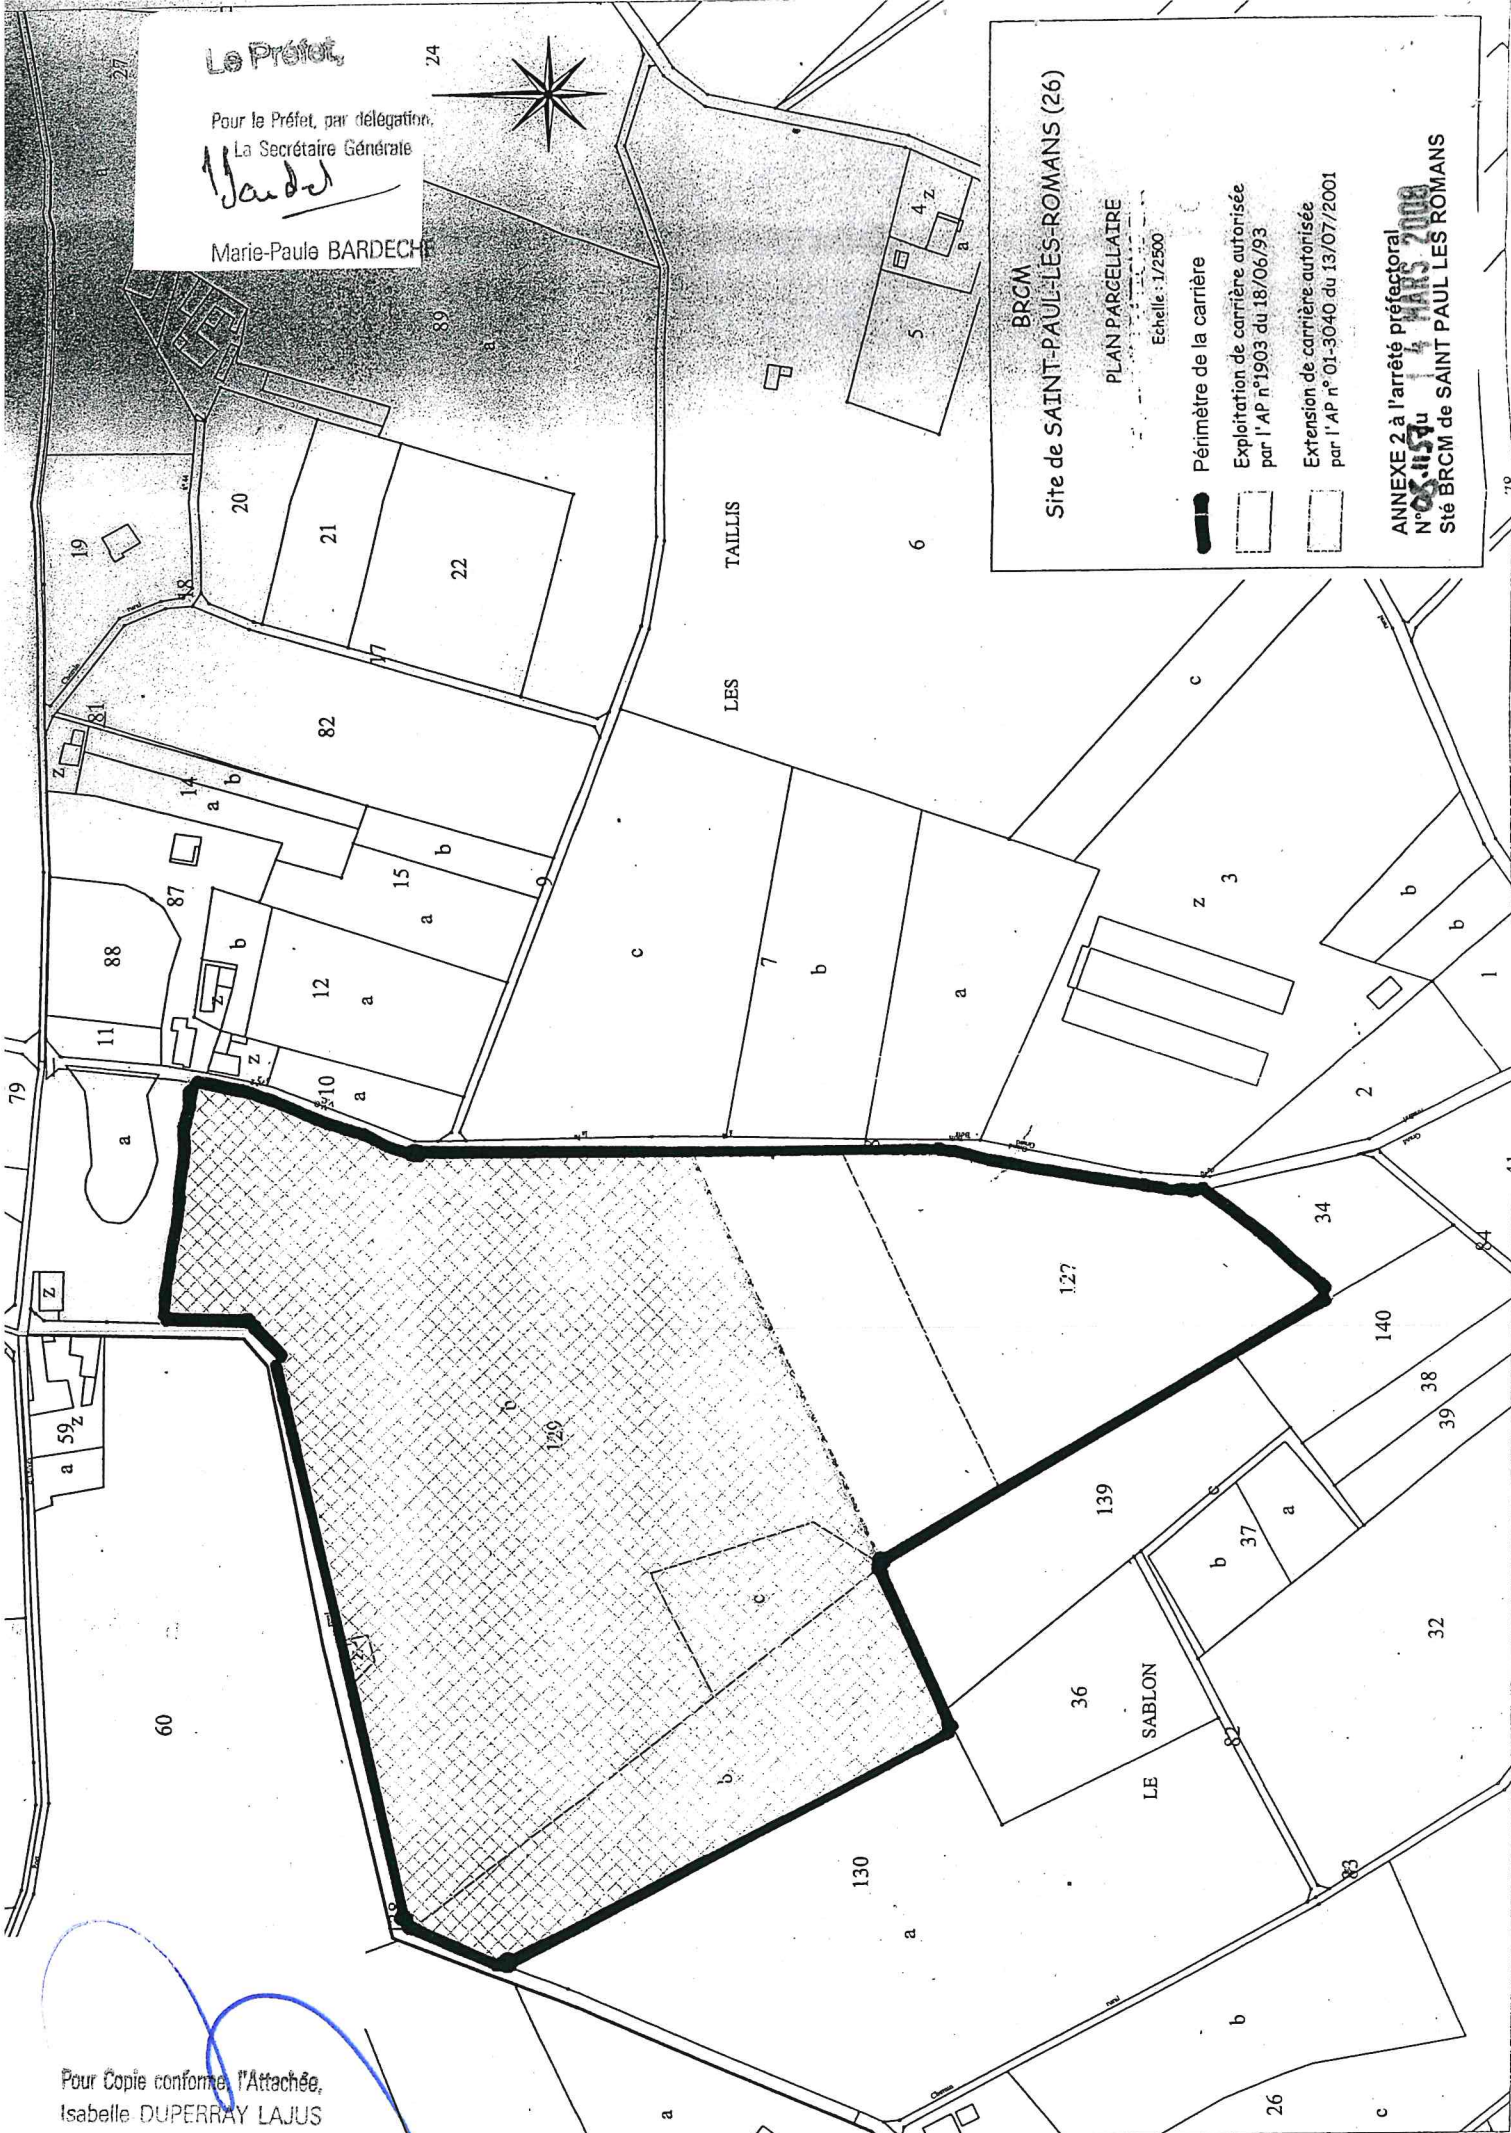 Le Préfet,
Pour le Préfet, par délégation,
La Secrétaire Générale
Marie-Paule BARDECHE
BRCM
Site de SAINT-PAUL-LES-ROMANS (26)
PLAN PARCELLAIRE
Echelle : 1/2500
Périmètre de la carrière
Exploitation de carrière autorisée
par l'AP n°1903 du 18/06/93
Extension de carrière autorisée
par l'AP n° 01-3040 du 13/07/2001
ANNEXE 2 à l'arrêté préfectoral
N° du 14 MARS 2008
Sté BRCM de SAINT PAUL LES ROMANS
Pour Copie conforme, l'Attachée,
Isabelle DUPERRAY LAJUS
LES TAILLIS
LE SABLON
27
24
a
89
a
19
18
20
21
22
17
81
z
14
a
b
82
15
a
b
9
87
88
11
12
a
b
z
z
10
a
79
a
z
59
z
a
60
4
z
a
5
6
c
7
b
a
c
3
z
b
b
1
2
34
84
127
129
b
c
b
130
a
139
140
38
39
c
37
b
a
36
32
82
83
b
26
c
a